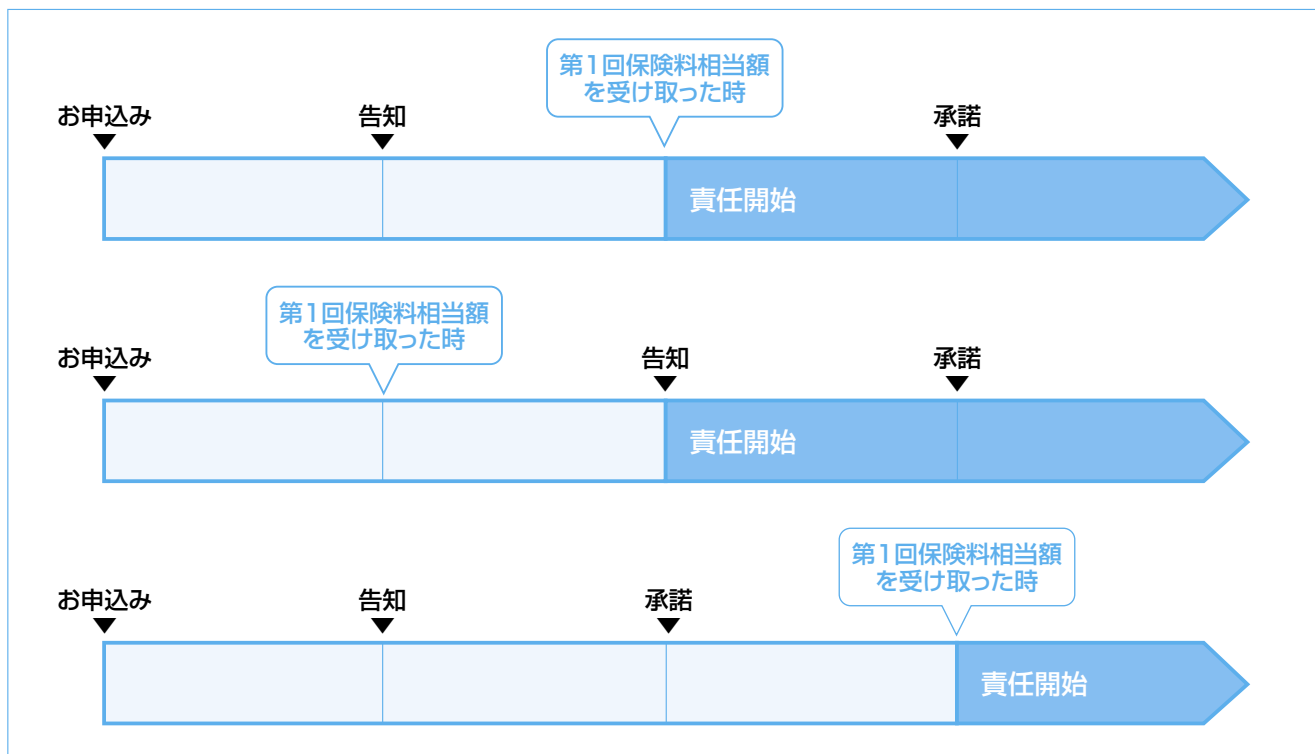 第1回保険料相当額
を受け取った時
お申込み
告知
承諾
責任開始
第1回保険料相当額
を受け取った時
お申込み
告知
承諾
責任開始
第1回保険料相当額
を受け取った時
お申込み
告知
承諾
責任開始